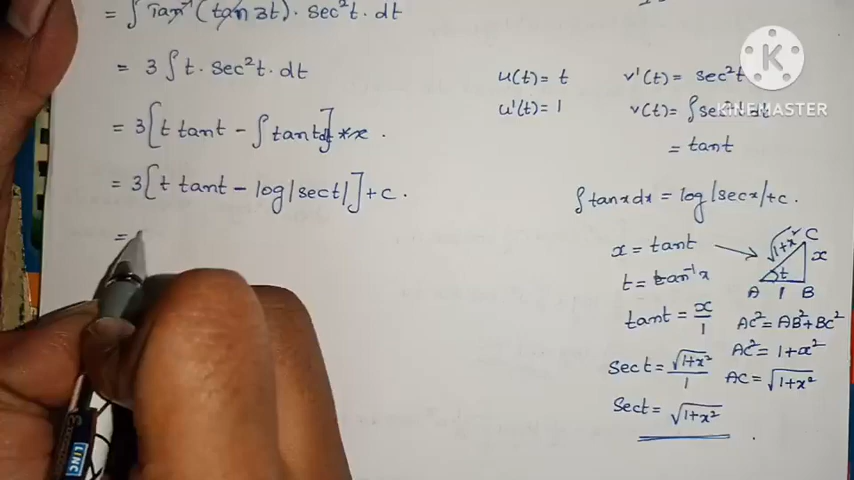 = ∫ Tan⁻¹(tan 3t). sec²t. dt
= 3∫ t. sec²t. dt
= 3[t tant - ∫ tant dt] *x.
= 3[t tant - log|sect|] + c.
=
u(t) = t
v'(t) = sec²t
u'(t) = 1
v(t) = ∫ sec²t dt
= tant
∫ tanx dx = log|secx| + c.
x = tant
t = tan⁻¹x
tant = x/1
sect = √1+x²/1
sect = √1+x²
√1+x²
C
x
t
A 1 B
AC² = AB² + BC²
AC² = 1 + x²
AC = √1+x²
K
KINEMASTER
LINC